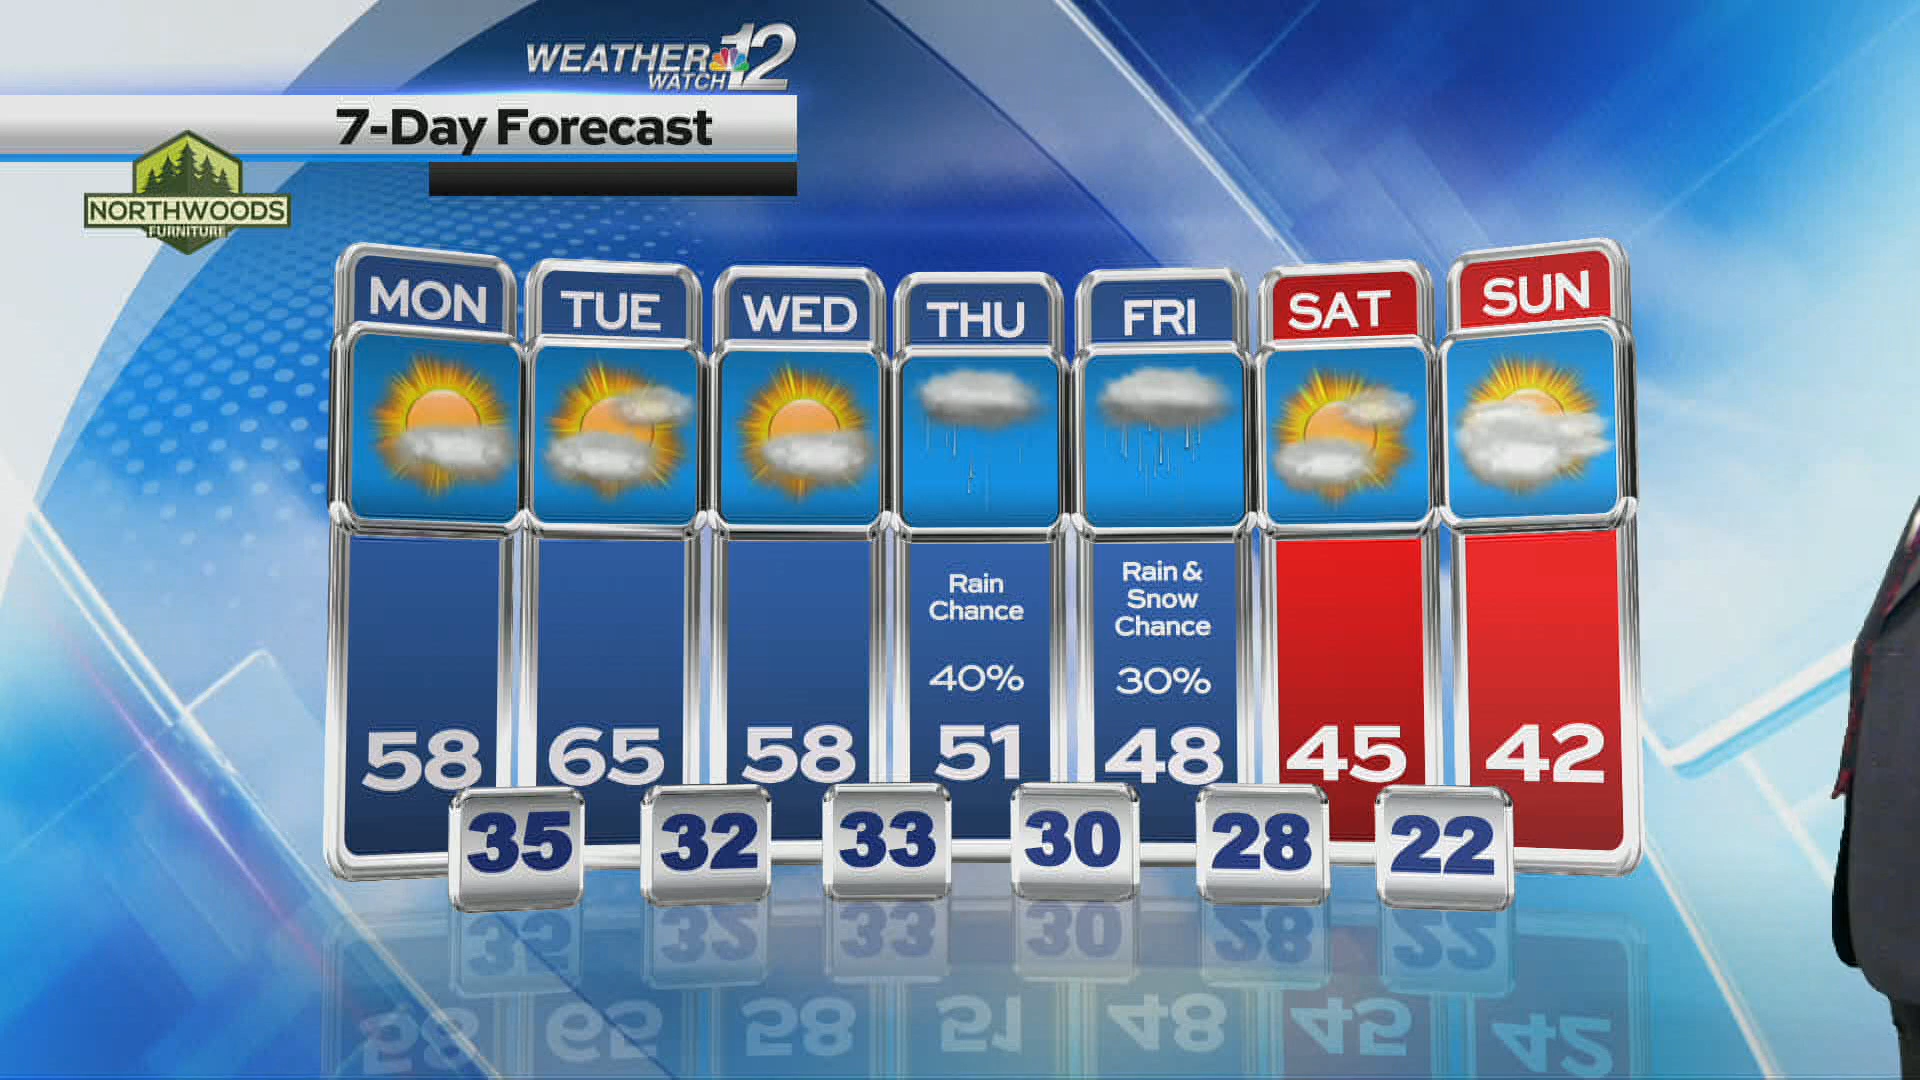 WEATHER 12
WATCH
7-Day Forecast
NORTHWOODS
FURNITURE
MON TUE WED THU FRI SAT SUN
Rain
Chance
40%
Rain &
Snow
Chance
30%
58 65 58 51 48 45 42
35 32 33 30 28 22